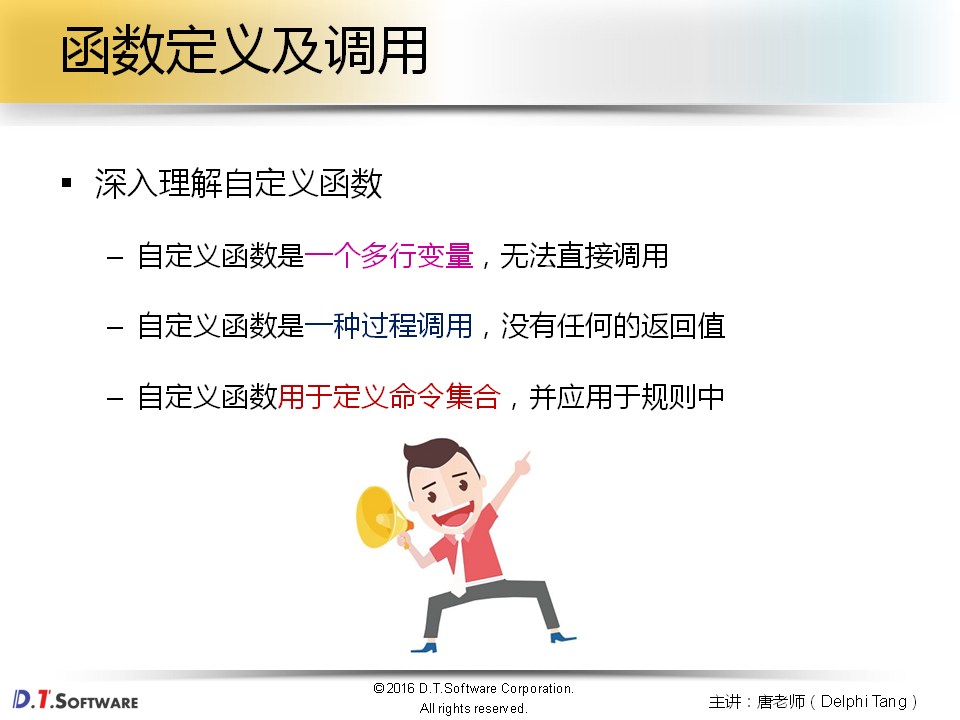 函数定义及调用
▪ 深入理解自定义函数
– 自定义函数是一个多行变量，无法直接调用
– 自定义函数是一种过程调用，没有任何的返回值
– 自定义函数用于定义命令集合，并应用于规则中
D.T.SOFTWARE
©2016 D.T.Software Corporation.
All rights reserved.
主讲：唐老师（Delphi Tang）